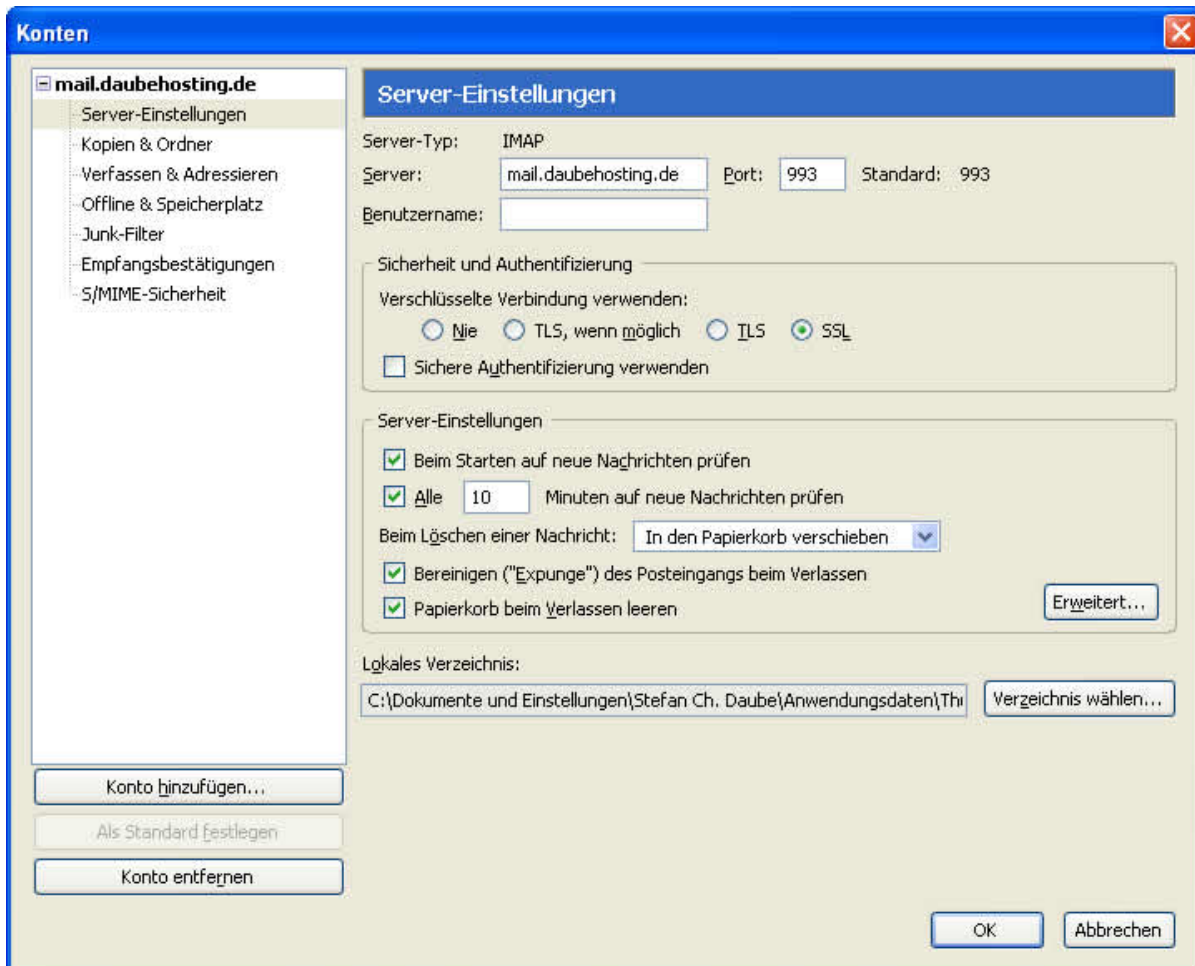 Konten
mail.daubehosting.de
Server-Einstellungen
Kopien & Ordner
Verfassen & Adressieren
Offline & Speicherplatz
Junk-Filter
Empfangsbestätigungen
S/MIME-Sicherheit
Konto hinzufügen...
Als Standard festlegen
Konto entfernen
Server-Einstellungen
Server-Typ: IMAP
Server: mail.daubehosting.de Port: 993 Standard: 993
Benutzername:
Sicherheit und Authentifizierung
Verschlüsselte Verbindung verwenden:
Nie TLS, wenn möglich TLS SSL
Sichere Authentifizierung verwenden
Server-Einstellungen
Beim Starten auf neue Nachrichten prüfen
Alle 10 Minuten auf neue Nachrichten prüfen
Beim Löschen einer Nachricht: In den Papierkorb verschieben
Bereinigen ("Expunge") des Posteingangs beim Verlassen
Papierkorb beim Verlassen leeren
Erweitert...
Lokales Verzeichnis:
C:\Dokumente und Einstellungen\Stefan Ch. Daube\Anwendungsdaten\Th Verzeichnis wählen...
OK Abbrechen